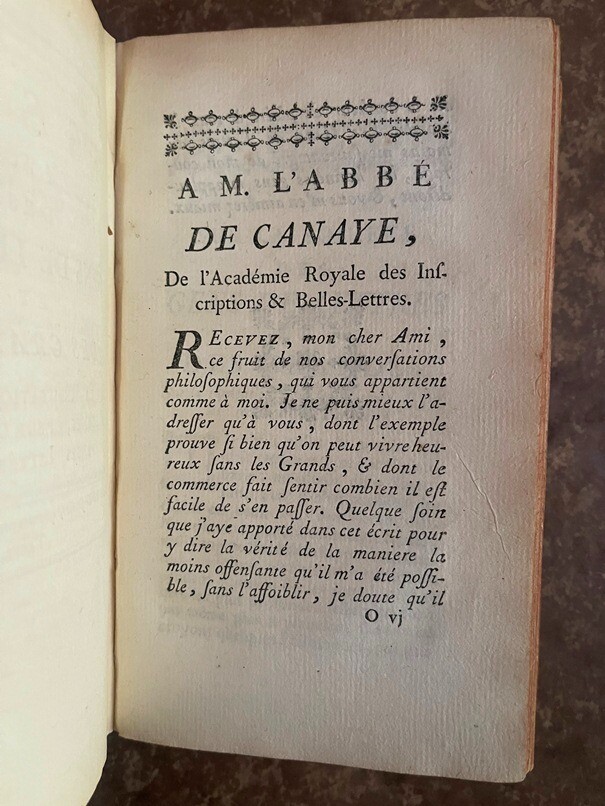 A M. L'ABBÉ
DE CANAYE,
De l'Académie Royale des Inſ-
criptions & Belles-Lettres.
RECEVEZ, mon cher Ami,
ce fruit de nos converſations
philoſophiques, qui vous appartient
comme à moi. Je ne puis mieux l'a-
dreſſer qu'à vous, dont l'exemple
prouve ſi bien qu'on peut vivre heu-
reux ſans les Grands, & dont le
commerce fait ſentir combien il eſt
facile de s'en paſſer. Quelque ſoin
que j'aye apporté dans cet écrit pour
y dire la vérité de la maniere la
moins offenſante qu'il m'a été poſſi-
ble, ſans l'affoiblir, je doute qu'il
O vj